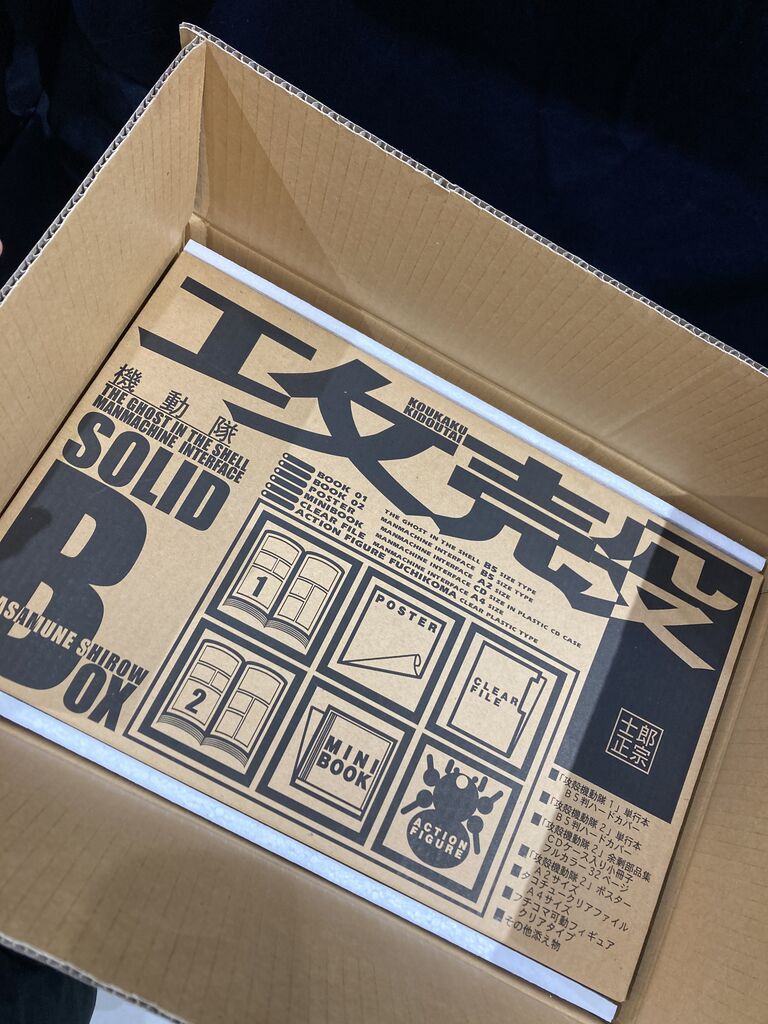 攻殻
機動隊
KOUKAKU
KIDOUTAI
THE GHOST IN THE SHELL
MANMACHINE INTERFACE
SOLID
BOX
MASAMUNE SHIROW
BOOK 01 THE GHOST IN THE SHELL B5 SIZE TYPE
BOOK 02 MANMACHINE INTERFACE B5 SIZE TYPE
POSTER MANMACHINE INTERFACE A2 SIZE
MINIBOOK MANMACHINE INTERFACE CD SIZE IN PLASTIC CD CASE
CLEAR FILE MANMACHINE INTERFACE A4 SIZE
ACTION FIGURE FUCHIKOMA CLEAR PLASTIC TYPE
1
POSTER
CLEAR
FILE
2
MINI
BOOK
ACTION
FIGURE
士郎
正宗
■「攻殻機動隊1」単行本
B5判ハードカバー
■「攻殻機動隊2」単行本
B5判ハードカバー
■「攻殻機動隊2」余剰部品集
CDケース入り小冊子
フルカラー32ページ
■「攻殻機動隊2」ポスター
A2サイズ
■タコチュークリアファイル
A4サイズ
■フチコマ可動フィギュア
クリアタイプ
■その他添え物